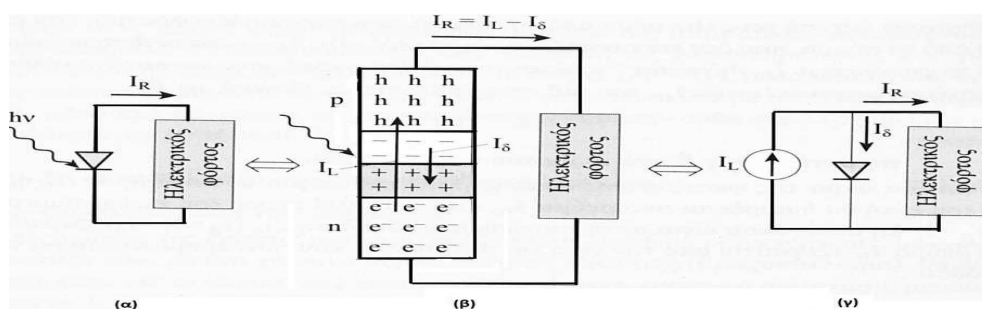 I_R = I_L − I_δ
I_R
hν
Ηλεκτρικός
φόρτος
p
h h h
h h h
− − −
I_δ
I_L
+ + +
+ + +
n
e⁻ e⁻ e⁻
e⁻ e⁻ e⁻
Ηλεκτρικός
φόρτος
I_R
I_δ
I_L
Ηλεκτρικός
φόρτος
(α)
(β)
(γ)